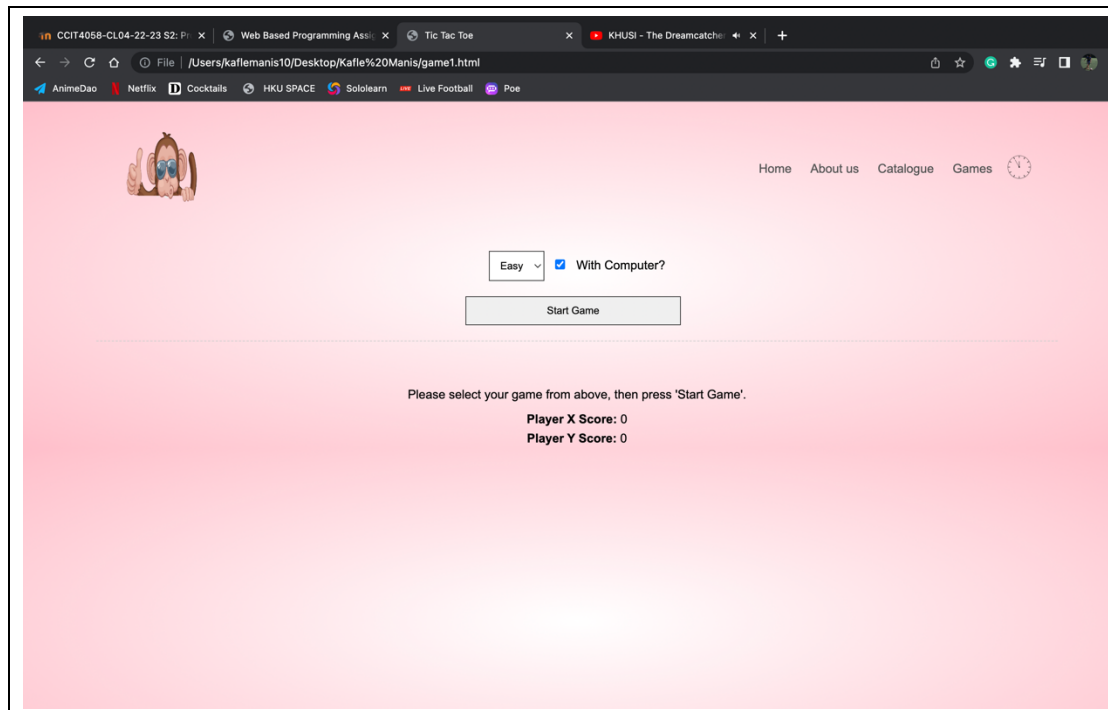 CCIT4058-CL04-22-23 S2: Pr
Web Based Programming Assig
Tic Tac Toe
KHUSI - The Dreamcatcher
File | /Users/kaflemanis10/Desktop/Kafle%20Manis/game1.html
AnimeDao Netflix Cocktails HKU SPACE Sololearn Live Football Poe
Home About us Catalogue Games
Easy With Computer?
Start Game
Please select your game from above, then press 'Start Game'.
Player X Score: 0
Player Y Score: 0